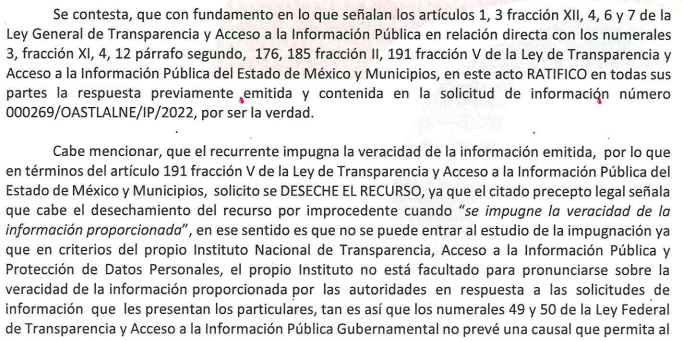 Se contesta, que con fundamento en lo que señalan los artículos 1, 3 fracción XII, 4, 6 y 7 de la
Ley General de Transparencia y Acceso a la Información Pública en relación directa con los numerales
3, fracción XI, 4, 12 párrafo segundo, 176, 185 fracción II, 191 fracción V de la Ley de Transparencia y
Acceso a la Información Pública del Estado de México y Municipios, en este acto RATIFICO en todas sus
partes la respuesta previamente emitida y contenida en la solicitud de información número
000269/OASTLALNE/IP/2022, por ser la verdad.
Cabe mencionar, que el recurrente impugna la veracidad de la información emitida, por lo que
en términos del artículo 191 fracción V de la Ley de Transparencia y Acceso a la Información Pública del
Estado de México y Municipios, solicito se DESECHE EL RECURSO, ya que el citado precepto legal señala
que cabe el desechamiento del recurso por improcedente cuando “se impugne la veracidad de la
información proporcionada”, en ese sentido es que no se puede entrar al estudio de la impugnación ya
que en criterios del propio Instituto Nacional de Transparencia, Acceso a la Información Pública y
Protección de Datos Personales, el propio Instituto no está facultado para pronunciarse sobre la
veracidad de la información proporcionada por las autoridades en respuesta a las solicitudes de
información que les presentan los particulares, tan es así que los numerales 49 y 50 de la Ley Federal
de Transparencia y Acceso a la Información Pública Gubernamental no prevé una causal que permita al